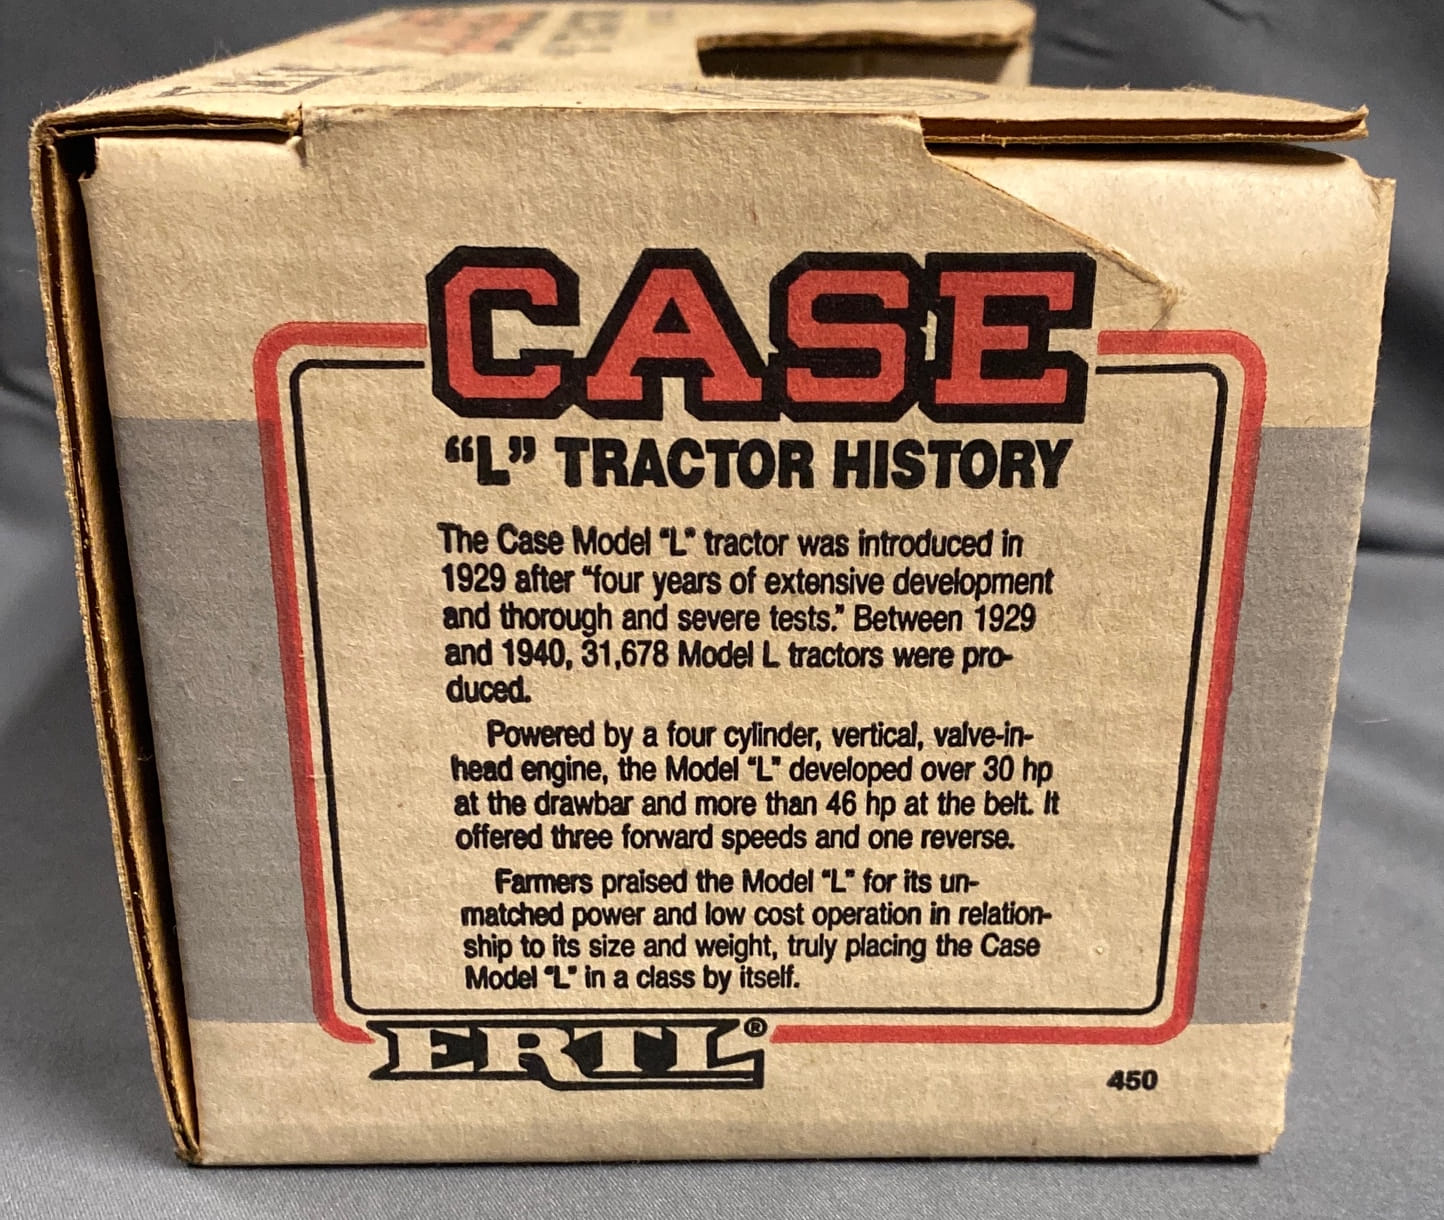 CASE
“L” TRACTOR HISTORY
The Case Model “L” tractor was introduced in
1929 after “four years of extensive development
and thorough and severe tests.” Between 1929
and 1940, 31,678 Model L tractors were pro-
duced.
Powered by a four cylinder, vertical, valve-in-
head engine, the Model “L” developed over 30 hp
at the drawbar and more than 46 hp at the belt. It
offered three forward speeds and one reverse.
Farmers praised the Model “L” for its un-
matched power and low cost operation in relation-
ship to its size and weight, truly placing the Case
Model “L” in a class by itself.
ERTL®
450